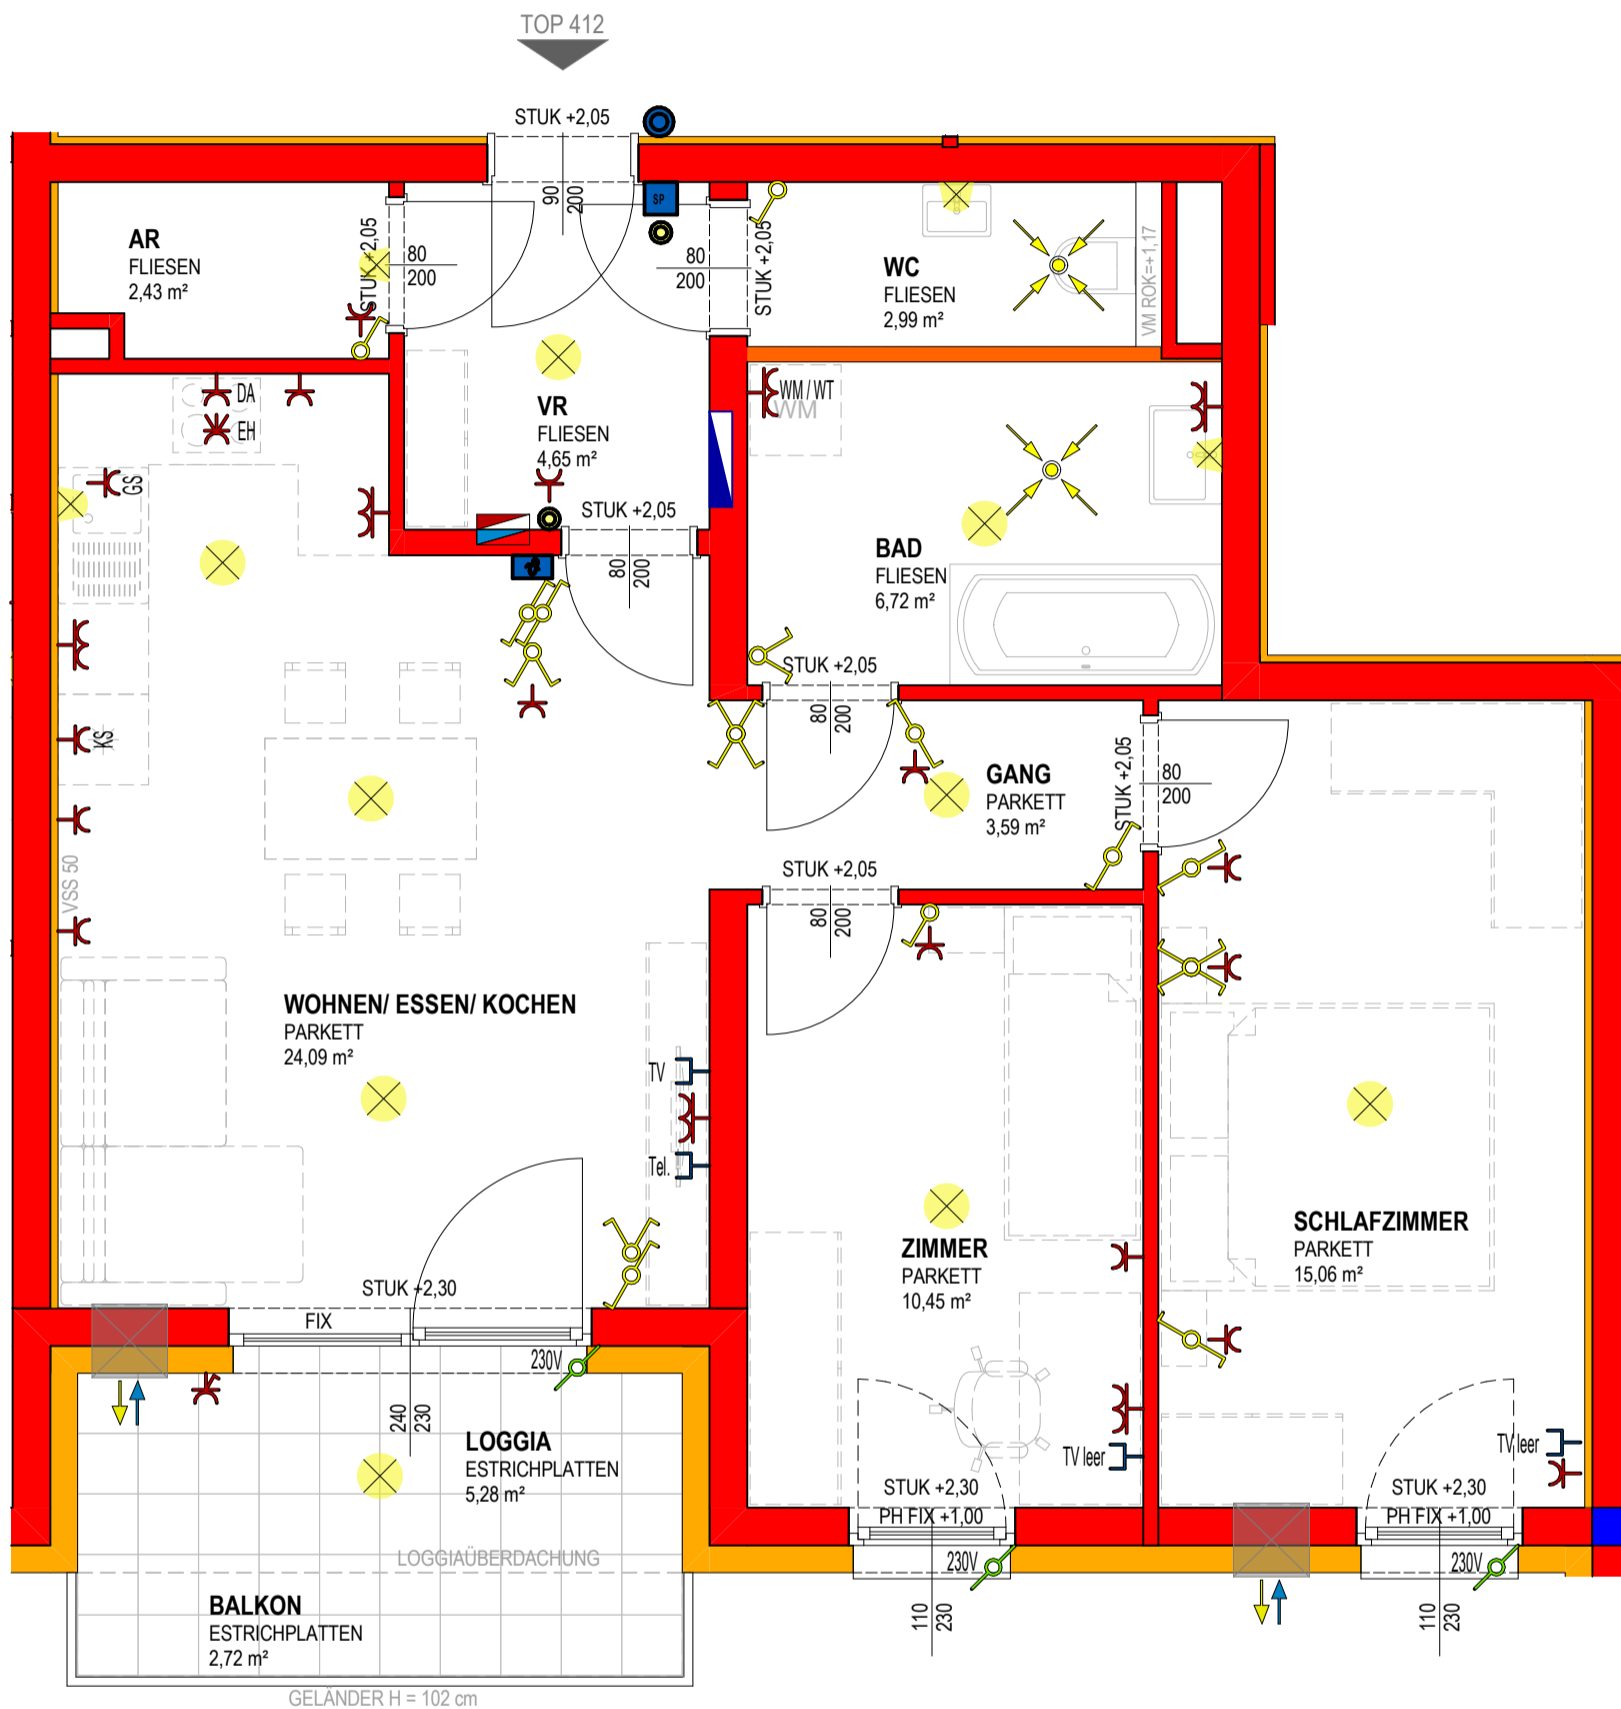 TOP 412
STUK +2,05
90
200
SP
AR
FLIESEN
2,43 m²
STUK +2,05
80
200
80
200
STUK +2,05
WC
FLIESEN
2,99 m²
VM ROK=+1,17
VR
FLIESEN
4,65 m²
DA
EH
GS
WM / WT
WM
STUK +2,05
80
200
BAD
FLIESEN
6,72 m²
STUK +2,05
80
200
KS
GANG
PARKETT
3,59 m²
STUK +2,05
80
200
VSS 50
STUK +2,05
80
200
WOHNEN/ ESSEN/ KOCHEN
PARKETT
24,09 m²
TV
Tel.
ZIMMER
PARKETT
10,45 m²
SCHLAFZIMMER
PARKETT
15,06 m²
STUK +2,30
FIX
230V
240
230
LOGGIA
ESTRICHPLATTEN
5,28 m²
TV leer
TV leer
STUK +2,30
PH FIX +1,00
STUK +2,30
PH FIX +1,00
LOGGIAÜBERDACHUNG
230V
230V
110
230
110
230
BALKON
ESTRICHPLATTEN
2,72 m²
GELÄNDER H = 102 cm